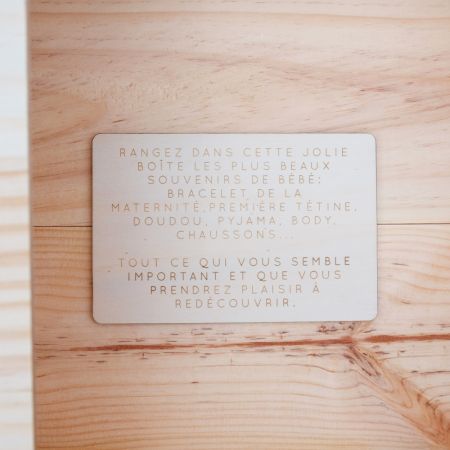 RANGEZ DANS CETTE JOLIE
BOÎTE LES PLUS BEAUX
SOUVENIRS DE BÉBÉ:
BRACELET DE LA
MATERNITÉ,PREMIÈRE TÉTINE,
DOUDOU, PYJAMA, BODY,
CHAUSSONS...
TOUT CE QUI VOUS SEMBLE
IMPORTANT ET QUE VOUS
PRENDREZ PLAISIR À
REDÉCOUVRIR.